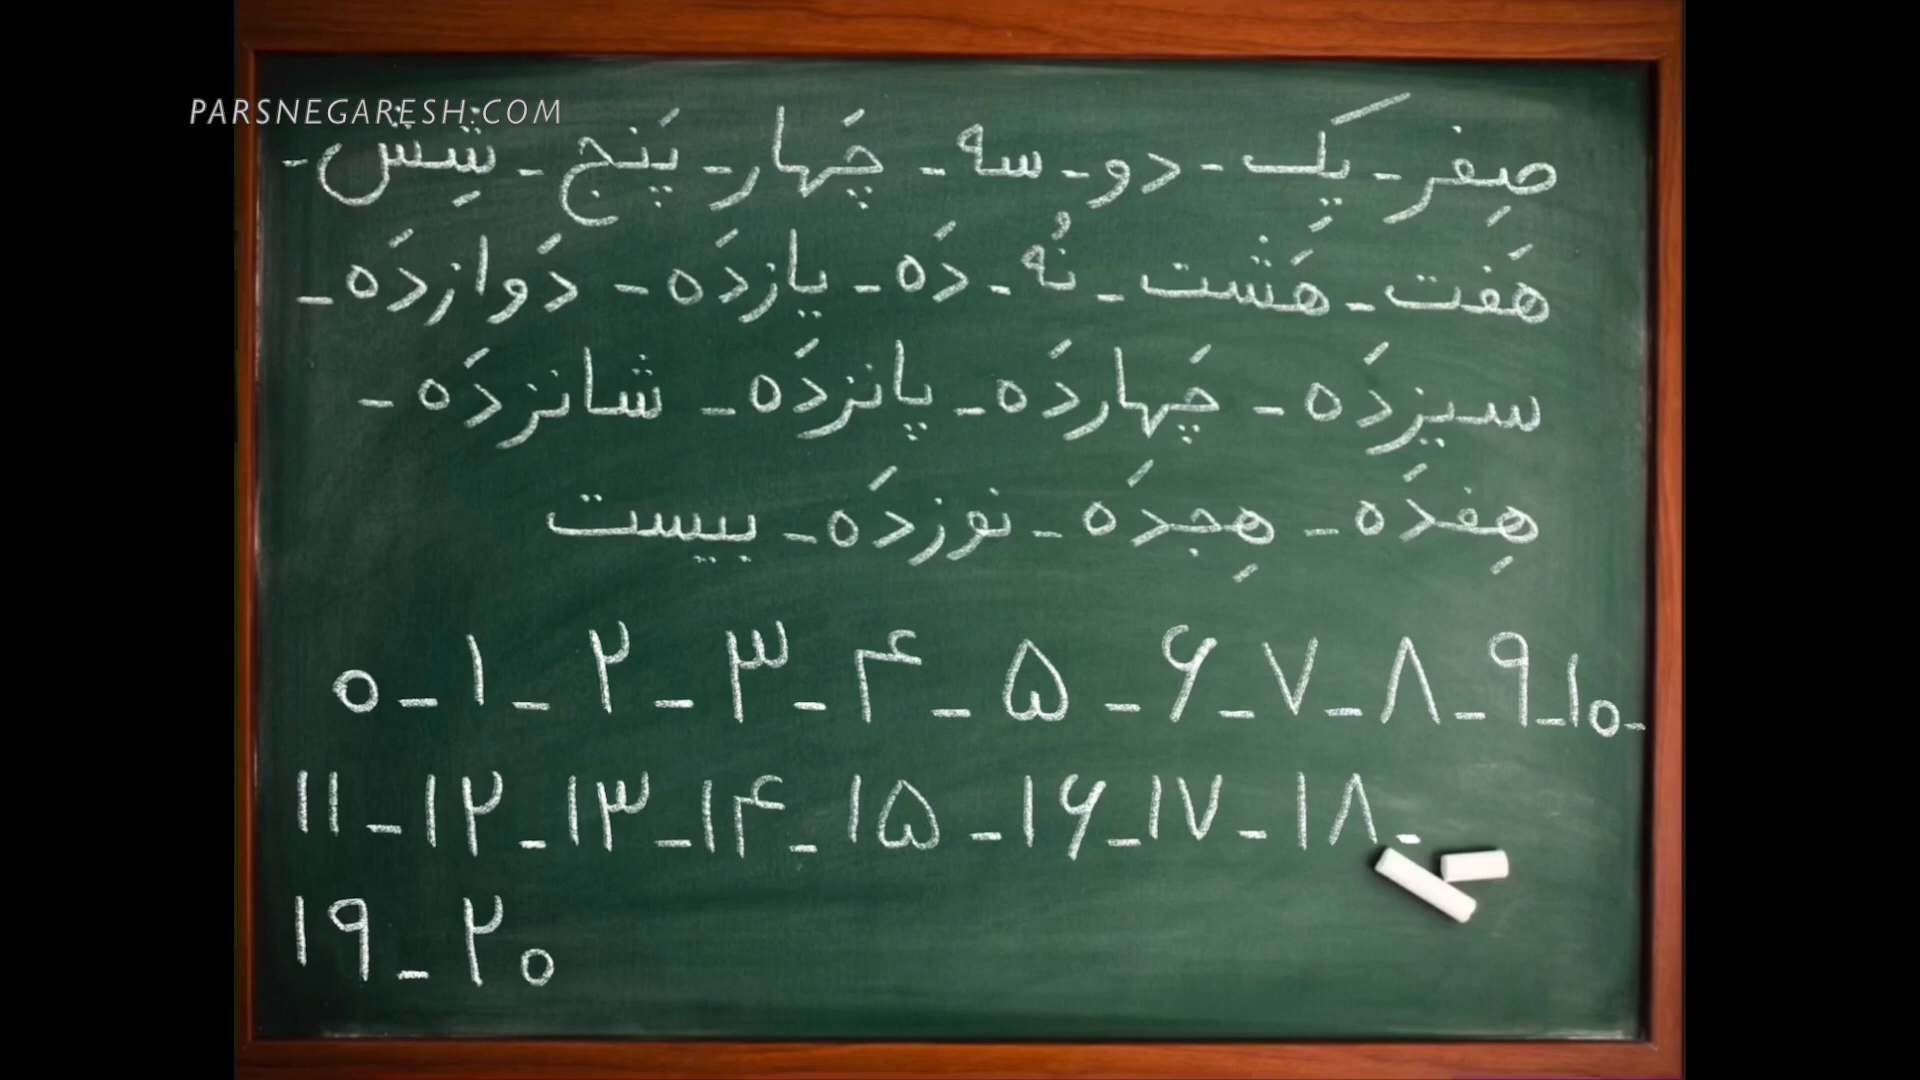 PARSNEGARESH.COM
صِفر - یِک - دو - سه - چَهار - پَنج - شِش -
هَفت - هَشت - نُه - دَه - یازدَه - دَوازدَه -
سیزدَه - چَهاردَه - پانزدَه - شانزدَه -
هِفدَه - هِجدَه - نوزدَه - بیست
۰ - ۱ - ۲ - ۳ - ۴ - ۵ - ۶ - ۷ - ۸ - ۹ - ۱۰ -
۱۱ - ۱۲ - ۱۳ - ۱۴ - ۱۵ - ۱۶ - ۱۷ - ۱۸ -
۱۹ - ۲۰